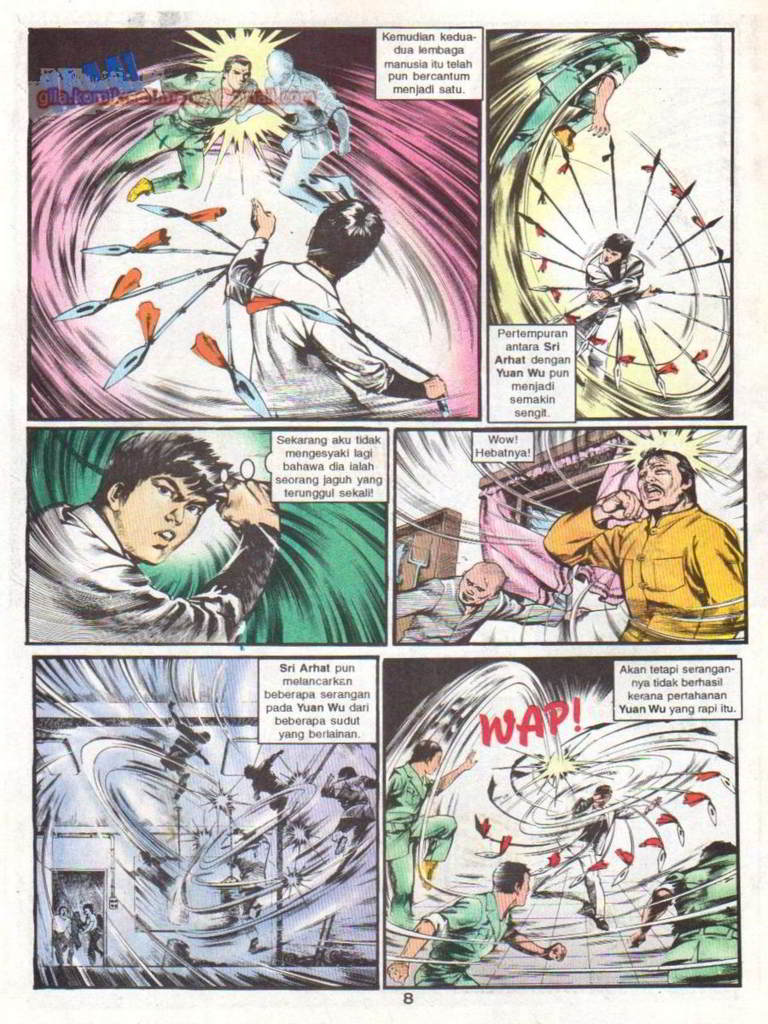 Kemudian kedua-
dua lembaga
manusia itu telah
pun bercantum
menjadi satu.
Pertempuran
antara Sri
Arhat dengan
Yuan Wu pun
menjadi
semakin
sengit.
Sekarang aku tidak
mengesyaki lagi
bahawa dia ialah
seorang jaguh yang
terunggul sekali!
Wow!
Hebatnya!
Sri Arhat pun
melancarkan
beberapa serangan
pada Yuan Wu dari
beberapa sudut
yang berlainan.
Akan tetapi serangan-
nya tidak berhasil
kerana pertahanan
Yuan Wu yang rapi itu.
WAP!
8